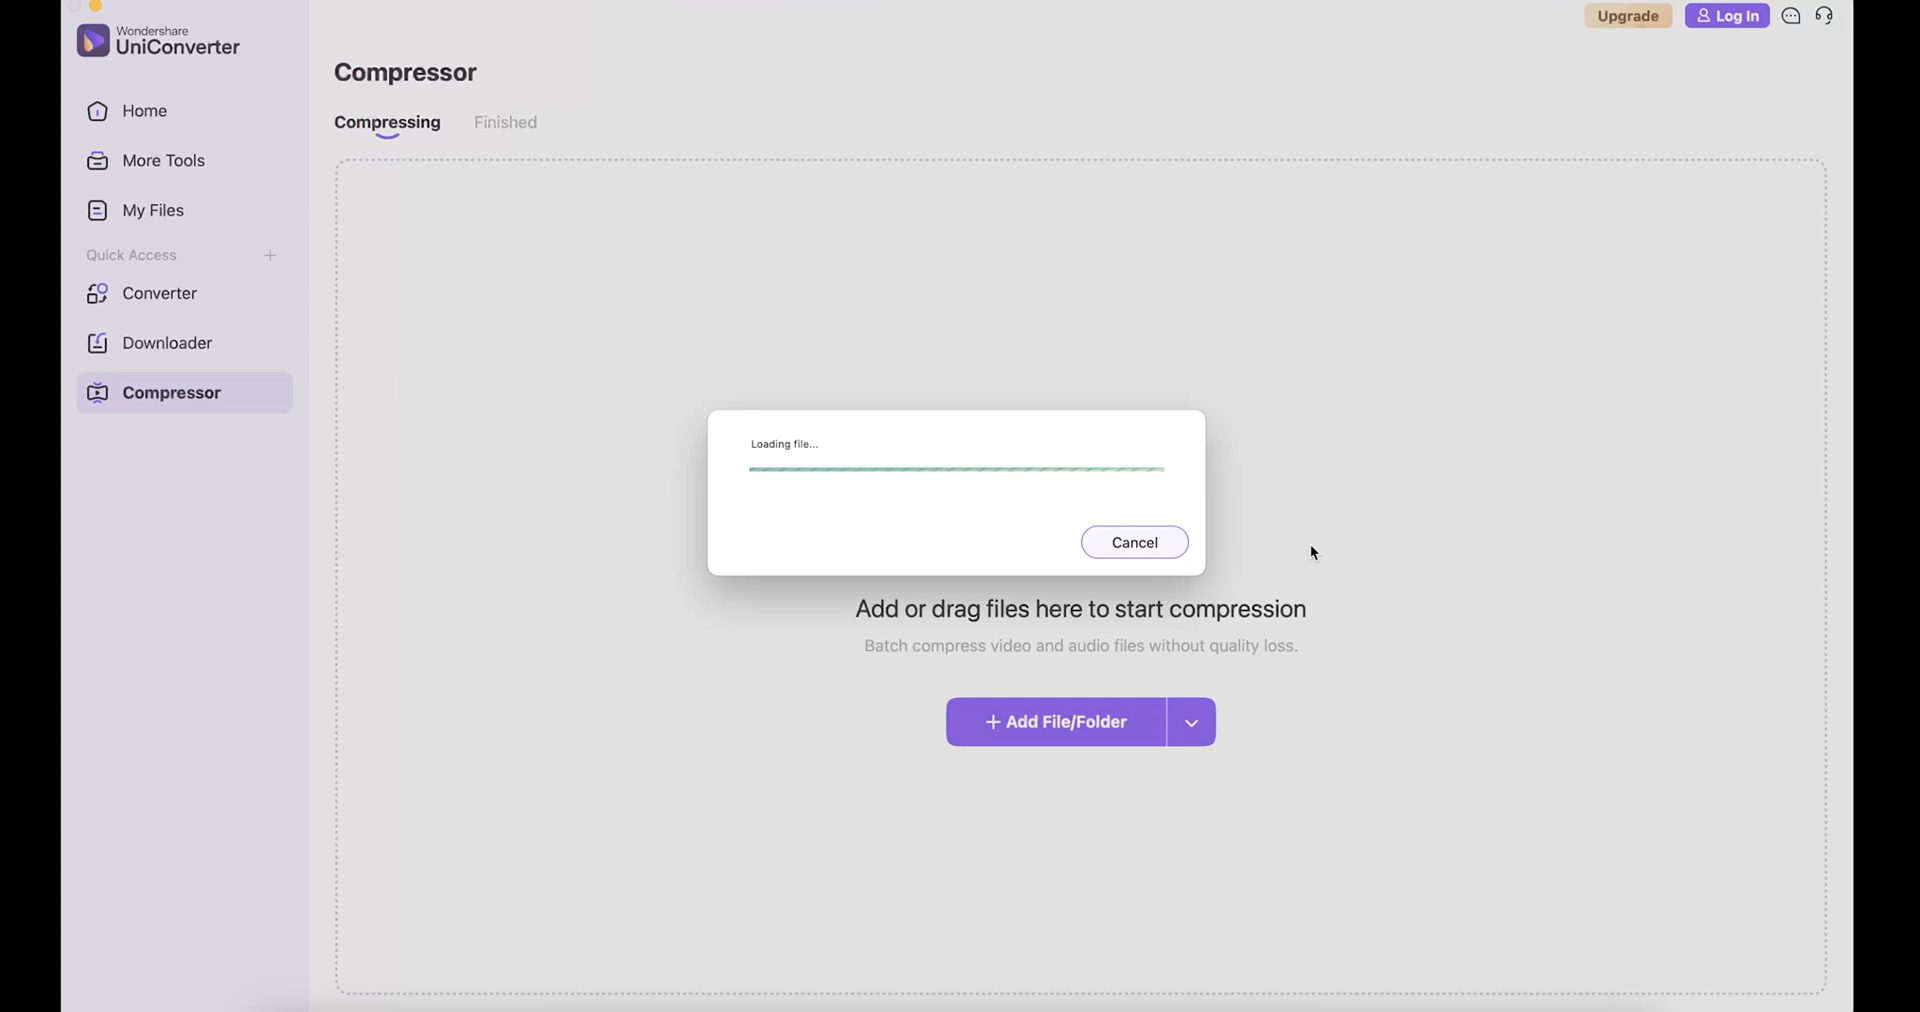 Wondershare
UniConverter
Upgrade
Log In
Home
More Tools
My Files
Quick Access
Converter
Downloader
Compressor
Compressor
Compressing
Finished
Loading file...
Cancel
Add or drag files here to start compression
Batch compress video and audio files without quality loss.
+ Add File/Folder